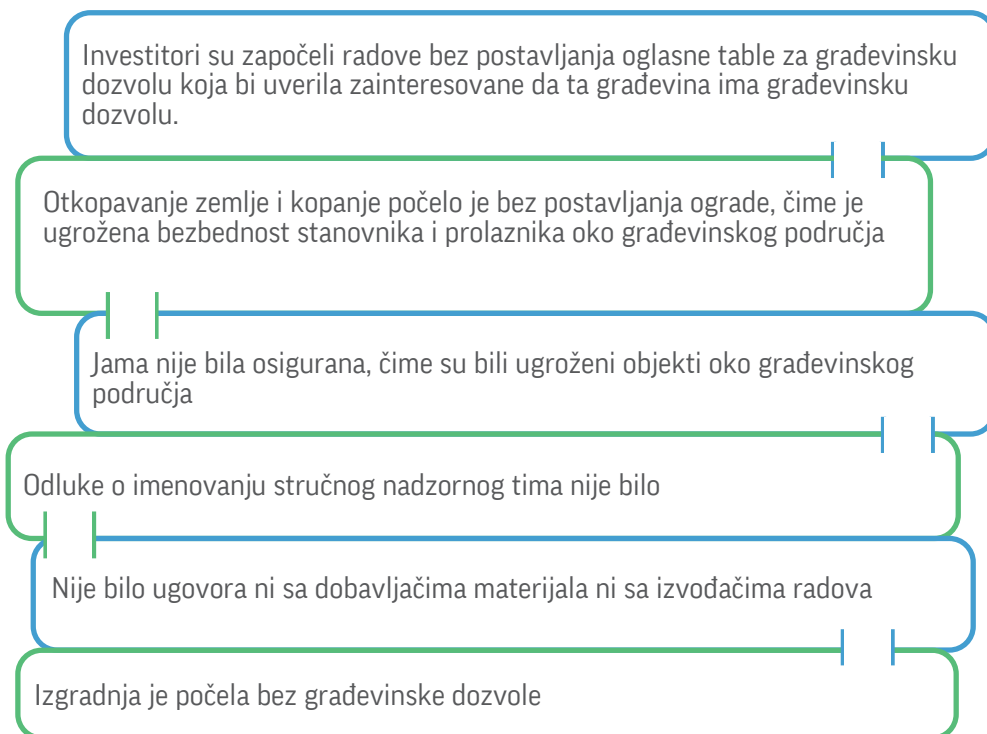 Investitori su započeli radove bez postavljanja oglasne table za građevinsku
dozvolu koja bi uverila zainteresovane da ta građevina ima građevinsku
dozvolu.
Otkopavanje zemlje i kopanje počelo je bez postavljanja ograde, čime je
ugrožena bezbednost stanovnika i prolaznika oko građevinskog područja
Jama nije bila osigurana, čime su bili ugroženi objekti oko građevinskog
područja
Odluke o imenovanju stručnog nadzornog tima nije bilo
Nije bilo ugovora ni sa dobavljačima materijala ni sa izvođačima radova
Izgradnja je počela bez građevinske dozvole